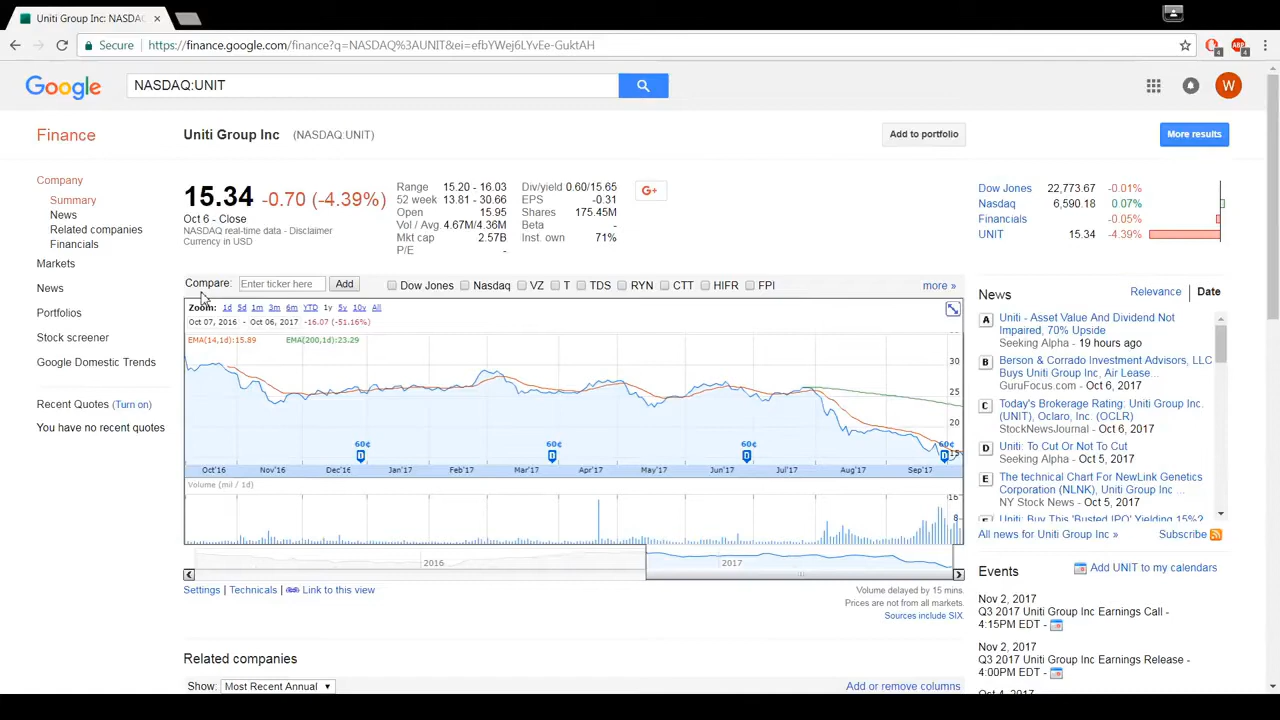 Uniti Group Inc: NASDAQ
Secure https://finance.google.com/finance?q=NASDAQ%3AUNIT&ei=efbYWej6LYvEe-GuktAH
Google NASDAQ:UNIT W
Finance Uniti Group Inc (NASDAQ:UNIT) Add to portfolio More results
Company
Summary
News
Related companies
Financials
Markets
News
Portfolios
Stock screener
Google Domestic Trends
Recent Quotes (Turn on)
You have no recent quotes
15.34 -0.70 (-4.39%)
Oct 6 - Close
NASDAQ real-time data - Disclaimer
Currency in USD
Range 15.20 - 16.03
52 week 13.81 - 30.66
Open 15.95
Vol / Avg 4.67M/4.36M
Mkt cap 2.57B
P/E -
Div/yield 0.60/15.65
EPS -0.31
Shares 175.45M
Beta -
Inst. own 71%
G+
Dow Jones 22,773.67 -0.01%
Nasdaq 6,590.18 0.07%
Financials -0.05%
UNIT 15.34 -4.39%
Compare: Enter ticker here Add Dow Jones Nasdaq VZ T TDS RYN CTT HIFR FPI more »
Zoom: 1d 5d 1m 3m 6m YTD 1y 5y 10y All
Oct 07, 2016 - Oct 06, 2017 -16.07 (-51.16%)
EMA(14,1d):15.89 EMA(200,1d):23.29
30
25
20
15
60¢ 60¢ 60¢ 60¢
D D D D
Oct'16 Nov'16 Dec'16 Jan'17 Feb'17 Mar'17 Apr'17 May'17 Jun'17 Jul'17 Aug'17 Sep'17
Volume (mil / 1d)
16
8
2016 2017
Settings | Technicals | Link to this view
Volume delayed by 15 mins.
Prices are not from all markets.
Sources include SIX.
Related companies
Show: Most Recent Annual Add or remove columns
News Relevance | Date
A Uniti - Asset Value And Dividend Not
Impaired, 70% Upside
Seeking Alpha - 19 hours ago
B Berson & Corrado Investment Advisors, LLC
Buys Uniti Group Inc, Air Lease...
GuruFocus.com - Oct 6, 2017
C Today's Brokerage Rating: Uniti Group Inc.
(UNIT), Oclaro, Inc. (OCLR)
StockNewsJournal - Oct 6, 2017
D Uniti: To Cut Or Not To Cut
Seeking Alpha - Oct 5, 2017
E The technical Chart For NewLink Genetics
Corporation (NLNK), Uniti Group Inc ...
NY Stock News - Oct 5, 2017
Uniti: Buy This 'Busted IPO' Yielding 15%?
All news for Uniti Group Inc » Subscribe
Events Add UNIT to my calendars
Nov 2, 2017
Q3 2017 Uniti Group Inc Earnings Call -
4:15PM EDT -
Nov 2, 2017
Q3 2017 Uniti Group Inc Earnings Release -
4:00PM EDT -